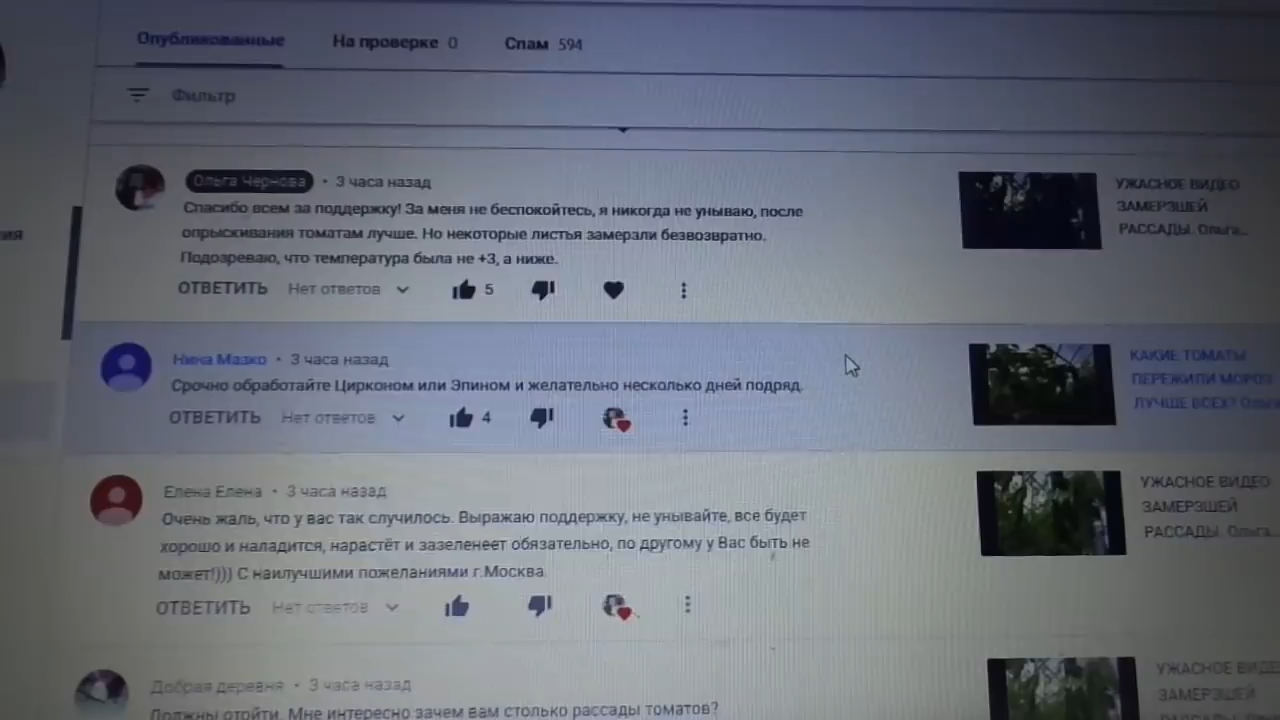 Опубликованные На проверке 0 Спам 594
Фильтр
Ольга Чернова • 3 часа назад
Спасибо всем за поддержку! За меня не беспокойтесь, я никогда не унываю, после
опрыскивания томатам лучше. Но некоторые листья замерали безвозвратно.
Подозреваю, что температура была не +3, а ниже.
ОТВЕТИТЬ Нет ответов 5
УЖАСНОЕ ВИДЕО
ЗАМЕРЗШЕЙ
РАССАДЫ. Ольга...
ния
Нина Мазко • 3 часа назад
Срочно обработайте Цирконом или Эпином и желательно несколько дней подряд.
ОТВЕТИТЬ Нет ответов 4
КАКИЕ ТОМАТЫ
ПЕРЕЖИЛИ МОРОЗ
ЛУЧШЕ ВСЕХ?
Елена Елена • 3 часа назад
Очень жаль, что у вас так случилось. Выражаю поддержку, не унывайте, все будет
хорошо и наладится, нарастёт и зазеленеет обязательно, по другому у Вас быть не
может!))) С наилучшими пожеланиями г.Москва.
ОТВЕТИТЬ Нет ответов
УЖАСНОЕ ВИДЕО
ЗАМЕРЗШЕЙ
РАССАДЫ. Ольга...
Добрая деревня • 3 часа назад
Должны отойти. Мне интересно зачем вам столько рассады томатов?
УЖАСНОЕ ВИДЕ
ЗАМЕРЗШЕЙ